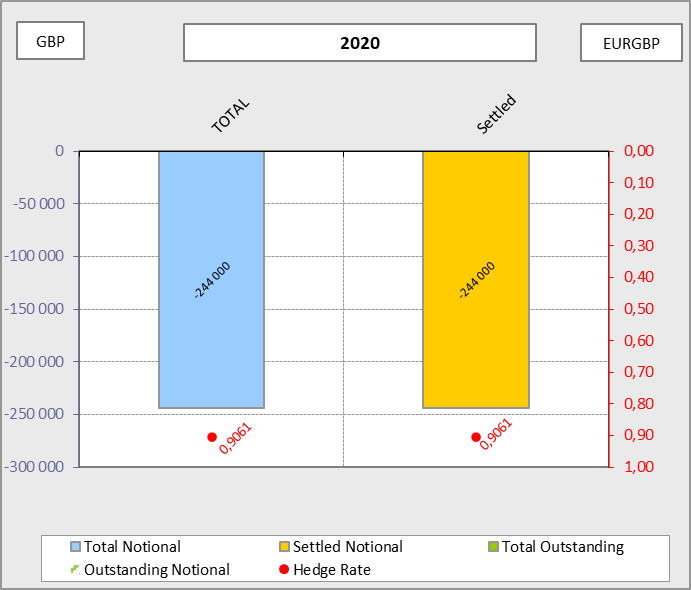 GBP
2020
EURGBP
TOTAL
Settled
0
-50 000
-100 000
-150 000
-200 000
-250 000
-300 000
-244 000
-244 000
0,9061
0,9061
0,00
0,10
0,20
0,30
0,40
0,50
0,60
0,70
0,80
0,90
1,00
Total Notional
Settled Notional
Total Outstanding
Outstanding Notional
Hedge Rate